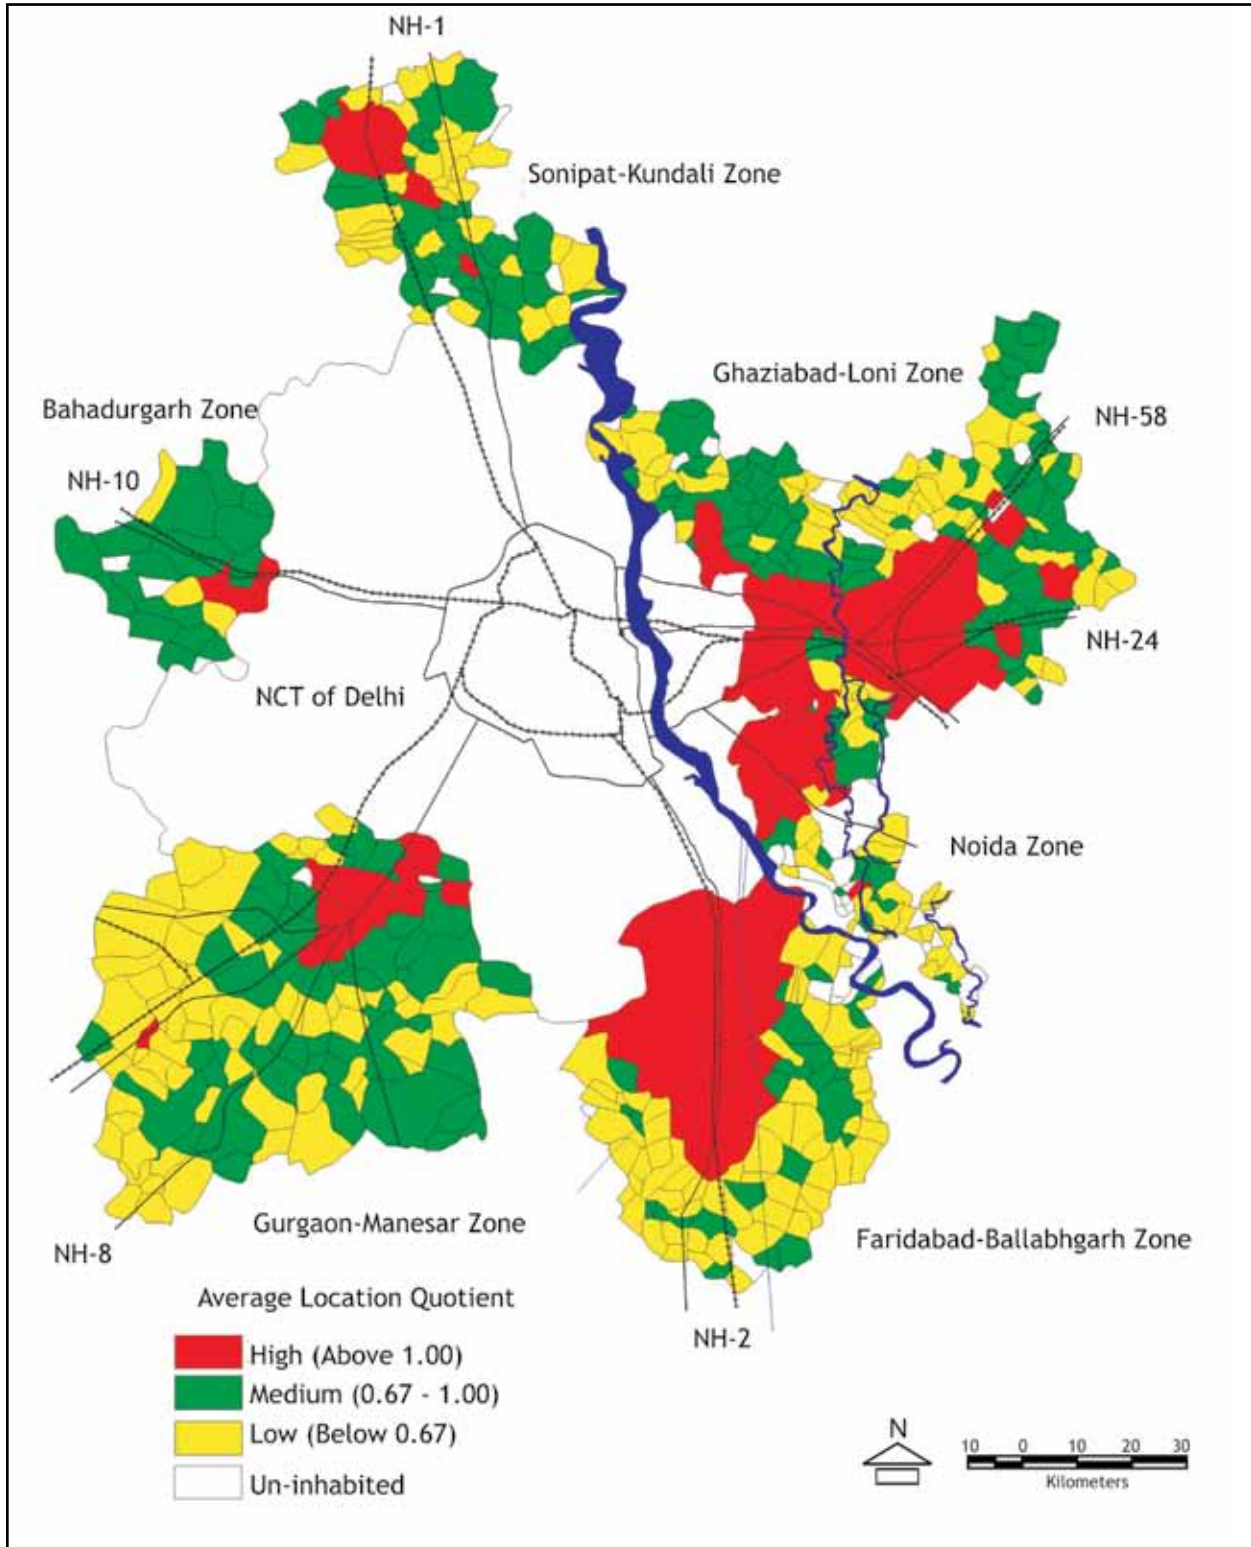 NH-1
Sonipat-Kundali Zone
Ghaziabad-Loni Zone
Bahadurgarh Zone
NH-58
NH-10
NH-24
NCT of Delhi
Noida Zone
Gurgaon-Manesar Zone
Faridabad-Ballabhgarh Zone
NH-8
Average Location Quotient
NH-2
High (Above 1.00)
Medium (0.67 - 1.00)
Low (Below 0.67)
Un-inhabited
N
10 0 10 20 30
Kilometers